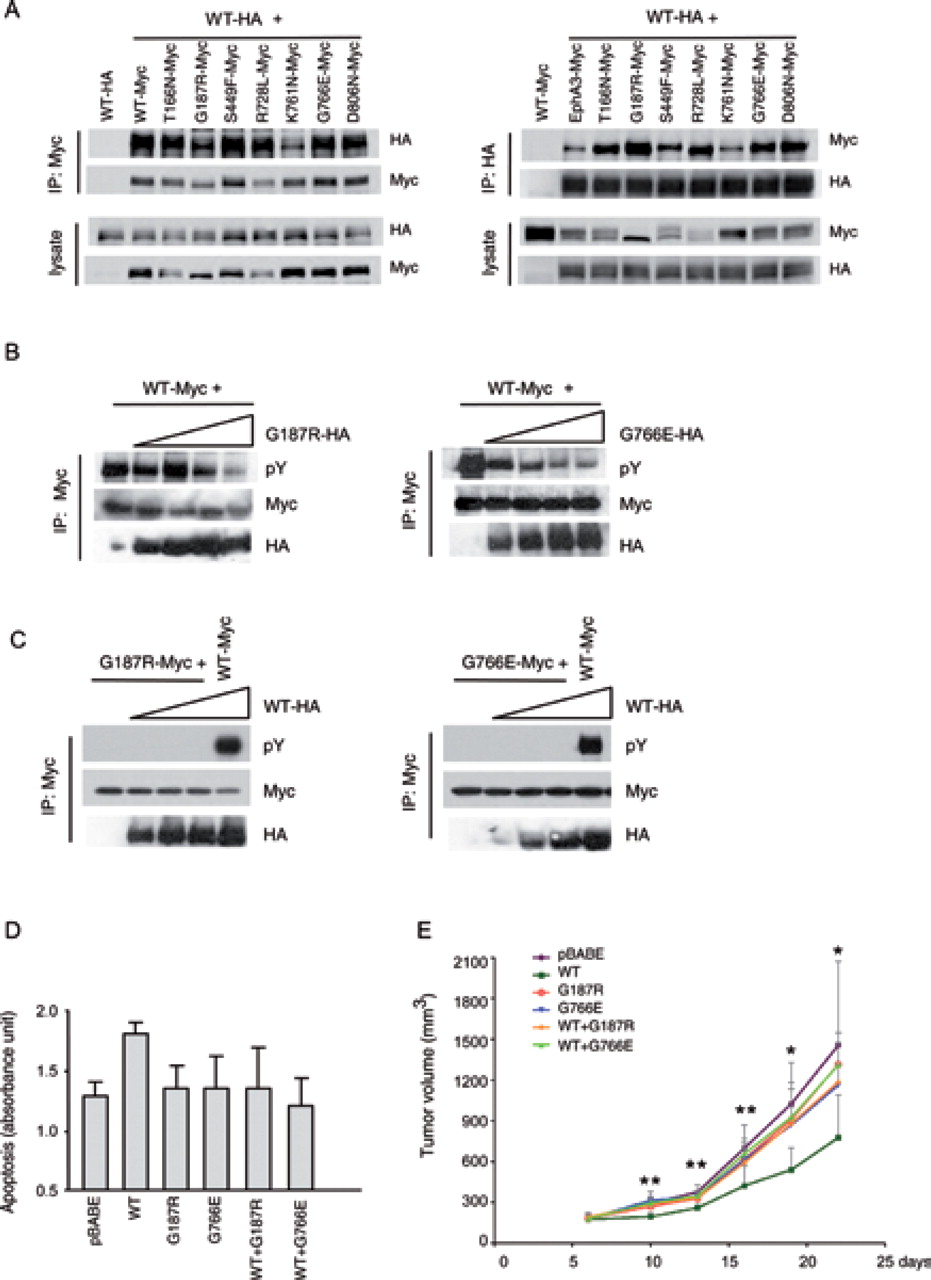 A
WT-HA +
WT-HA
WT-Myc
T166N-Myc
G187R-Myc
S449F-Myc
R728L-Myc
K761N-Myc
G766E-Myc
D806N-Myc
IP: Myc
HA
Myc
lysate
HA
Myc
WT-HA +
WT-Myc
EphA3-Myc
T166N-Myc
G187R-Myc
S449F-Myc
R728L-Myc
K761N-Myc
G766E-Myc
D806N-Myc
IP: HA
Myc
HA
lysate
Myc
HA
B
WT-Myc +
G187R-HA
IP: Myc
pY
Myc
HA
WT-Myc +
G766E-HA
IP: Myc
pY
Myc
HA
C
G187R-Myc +
WT-Myc
WT-HA
IP: Myc
pY
Myc
HA
G766E-Myc +
WT-Myc
WT-HA
IP: Myc
pY
Myc
HA
D
Apoptosis (absorbance unit)
2.0
1.5
1.0
0.5
pBABE
WT
G187R
G766E
WT+G187R
WT+G766E
E
Tumor volume (mm3)
2100
1800
1500
1200
900
600
300
0
pBABE
WT
G187R
G766E
WT+G187R
WT+G766E
**
**
**
*
*
0 5 10 15 20 25 days